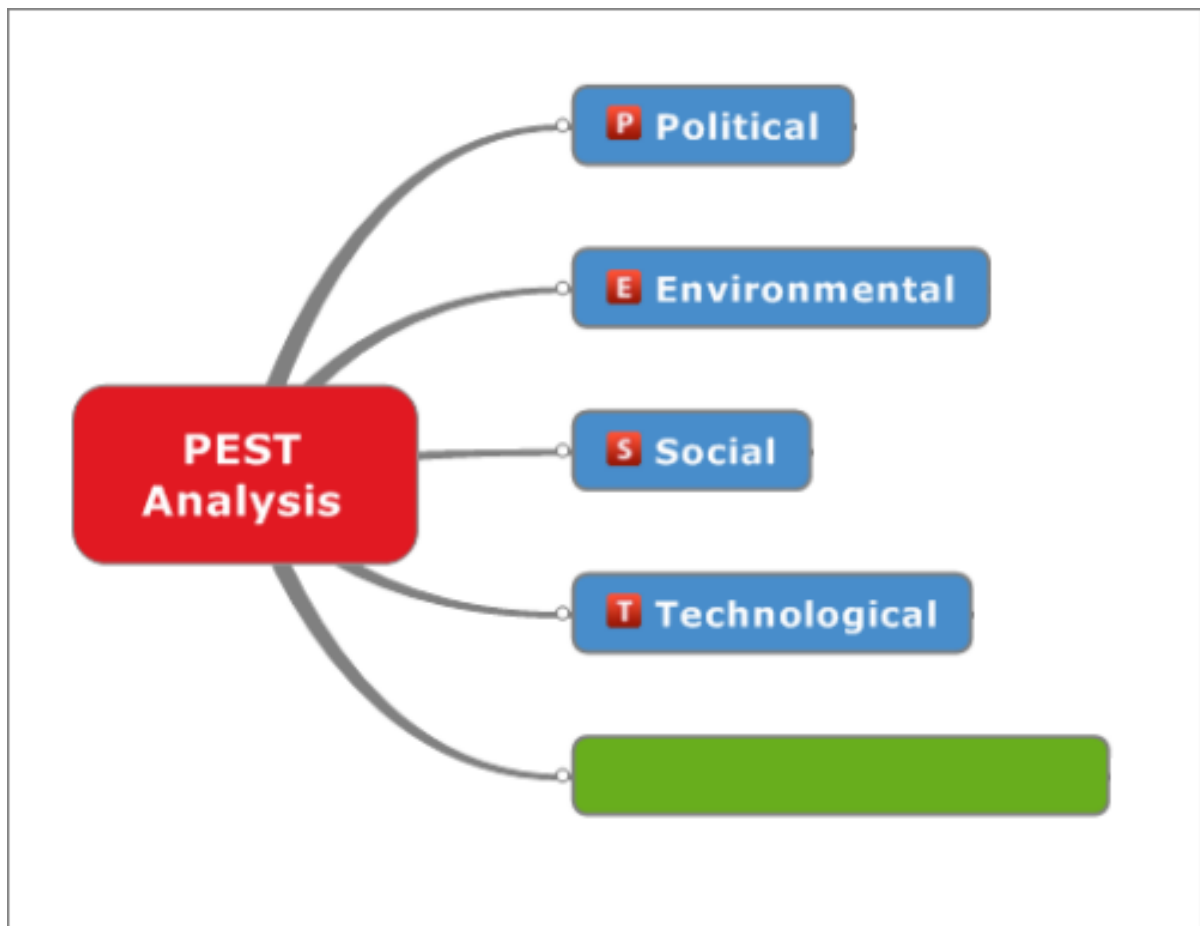 P Political
E Environmental
PEST
Analysis
S Social
T Technological